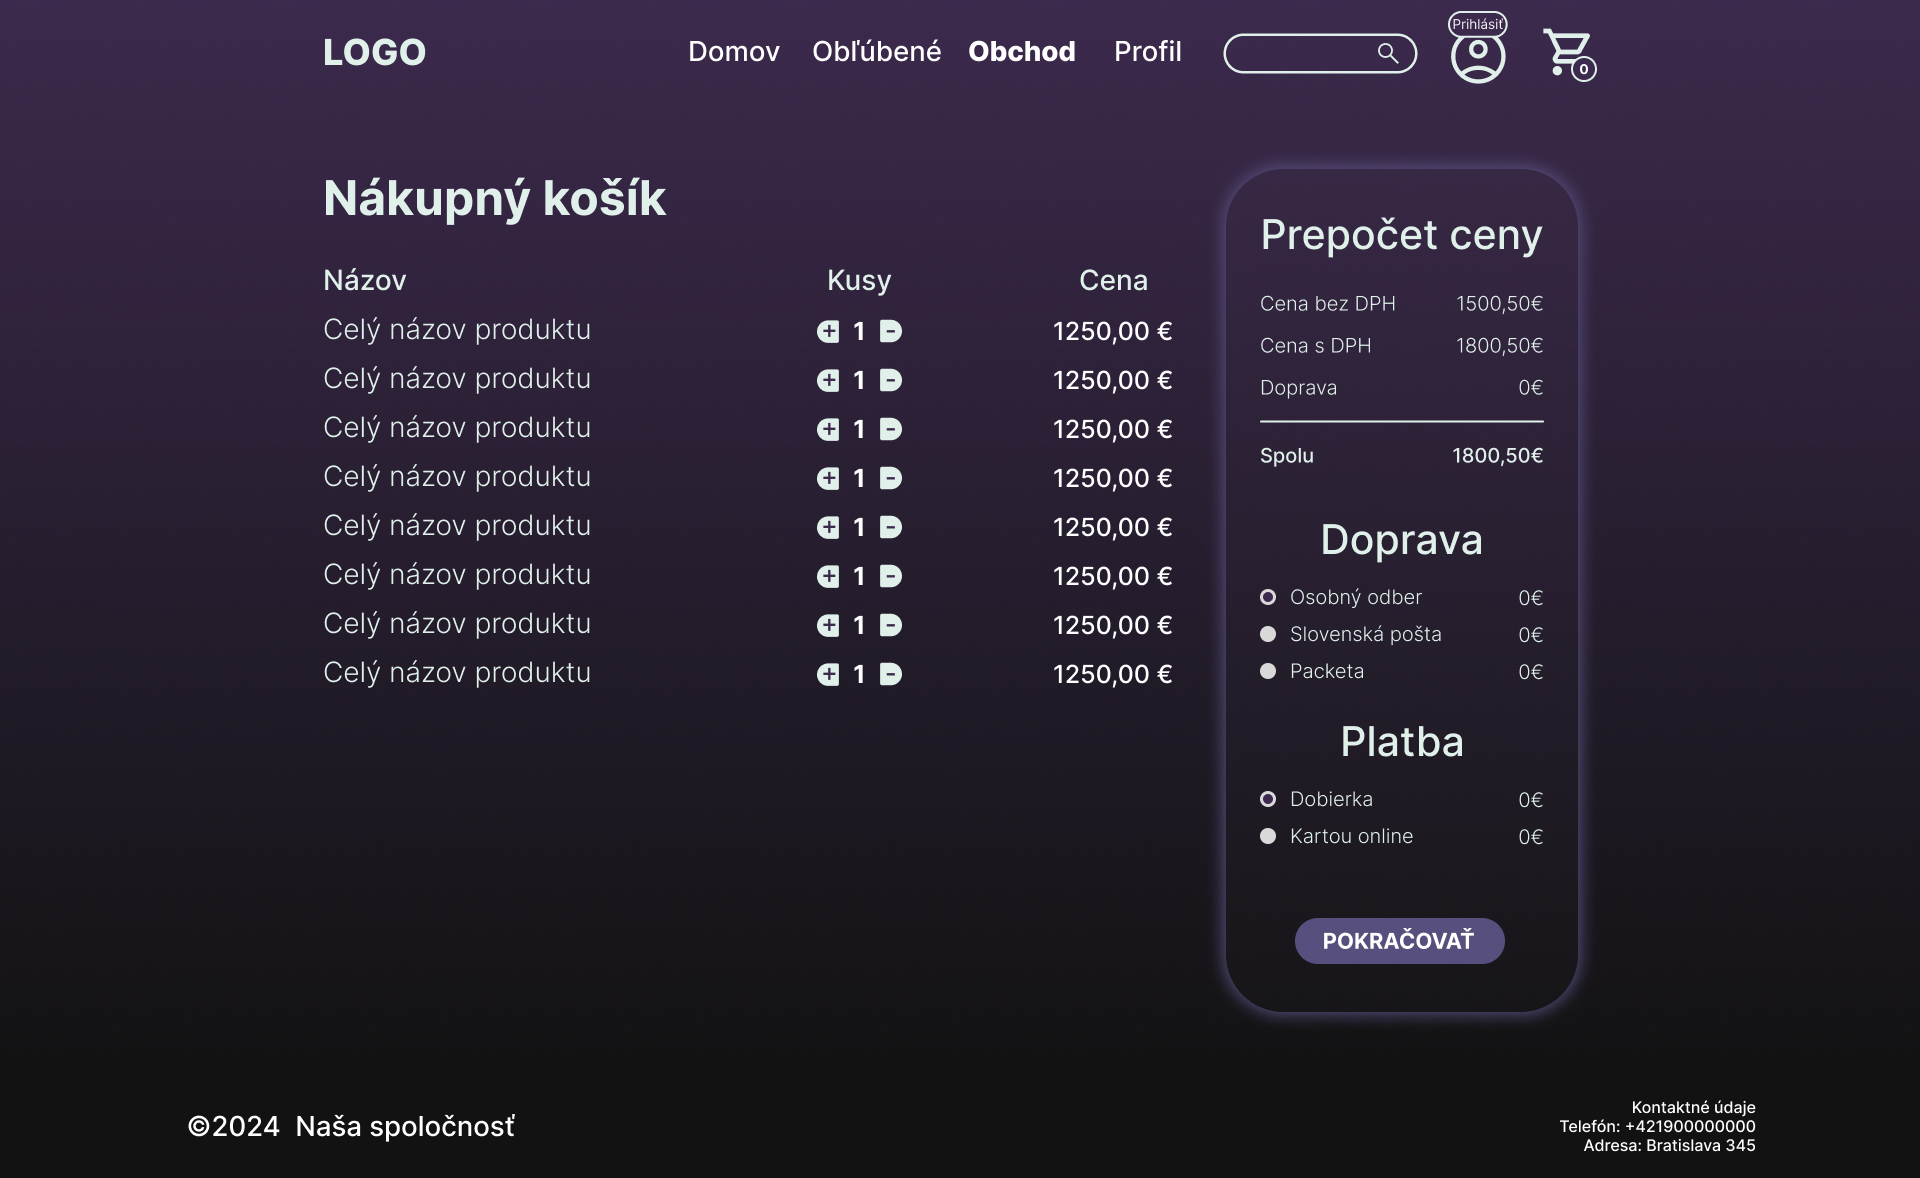 LOGO
Domov Obľúbené Obchod Profil
Prihlásiť
0
Nákupný košík
Názov Kusy Cena
Celý názov produktu + 1 - 1250,00 €
Celý názov produktu + 1 - 1250,00 €
Celý názov produktu + 1 - 1250,00 €
Celý názov produktu + 1 - 1250,00 €
Celý názov produktu + 1 - 1250,00 €
Celý názov produktu + 1 - 1250,00 €
Celý názov produktu + 1 - 1250,00 €
Celý názov produktu + 1 - 1250,00 €
Prepočet ceny
Cena bez DPH 1500,50€
Cena s DPH 1800,50€
Doprava 0€
Spolu 1800,50€
Doprava
Osobný odber 0€
Slovenská pošta 0€
Packeta 0€
Platba
Dobierka 0€
Kartou online 0€
POKRAČOVAŤ
©2024 Naša spoločnosť
Kontaktné údaje
Telefón: +421900000000
Adresa: Bratislava 345